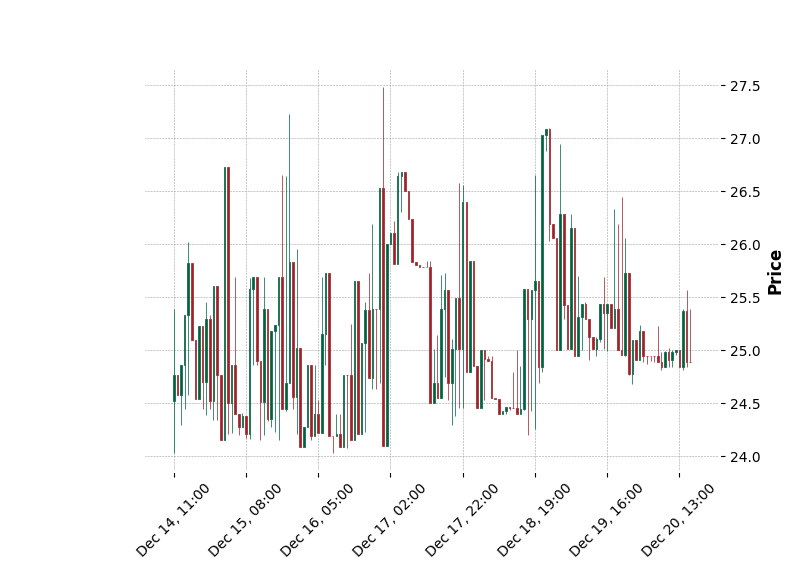 27.5
27.0
26.5
26.0
25.5
25.0
24.5
24.0
Price
Dec 14, 11:00
Dec 15, 08:00
Dec 16, 05:00
Dec 17, 02:00
Dec 17, 22:00
Dec 18, 19:00
Dec 19, 16:00
Dec 20, 13:00